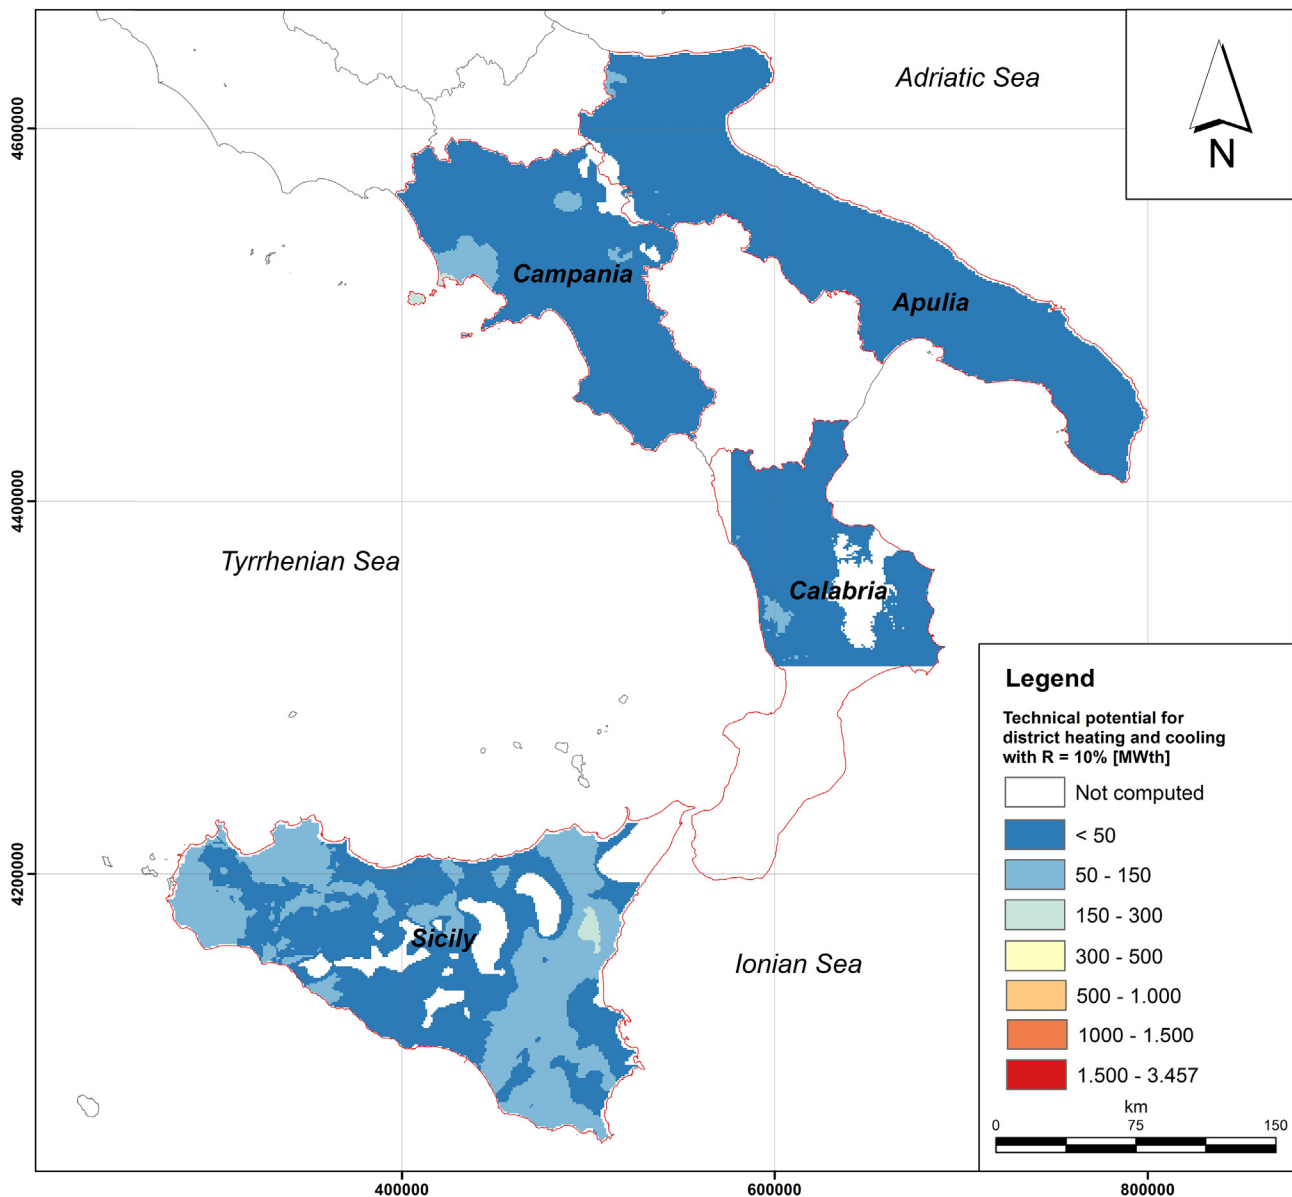 Adriatic Sea
N
4600000
Campania
Apulia
4400000
Tyrrhenian Sea
Calabria
Legend
Technical potential for
district heating and cooling
with R = 10% [MWth]
Not computed
< 50
50 - 150
150 - 300
300 - 500
500 - 1.000
1000 - 1.500
1.500 - 3.457
km
0 75 150
4200000
Sicily
Ionian Sea
400000 600000 800000